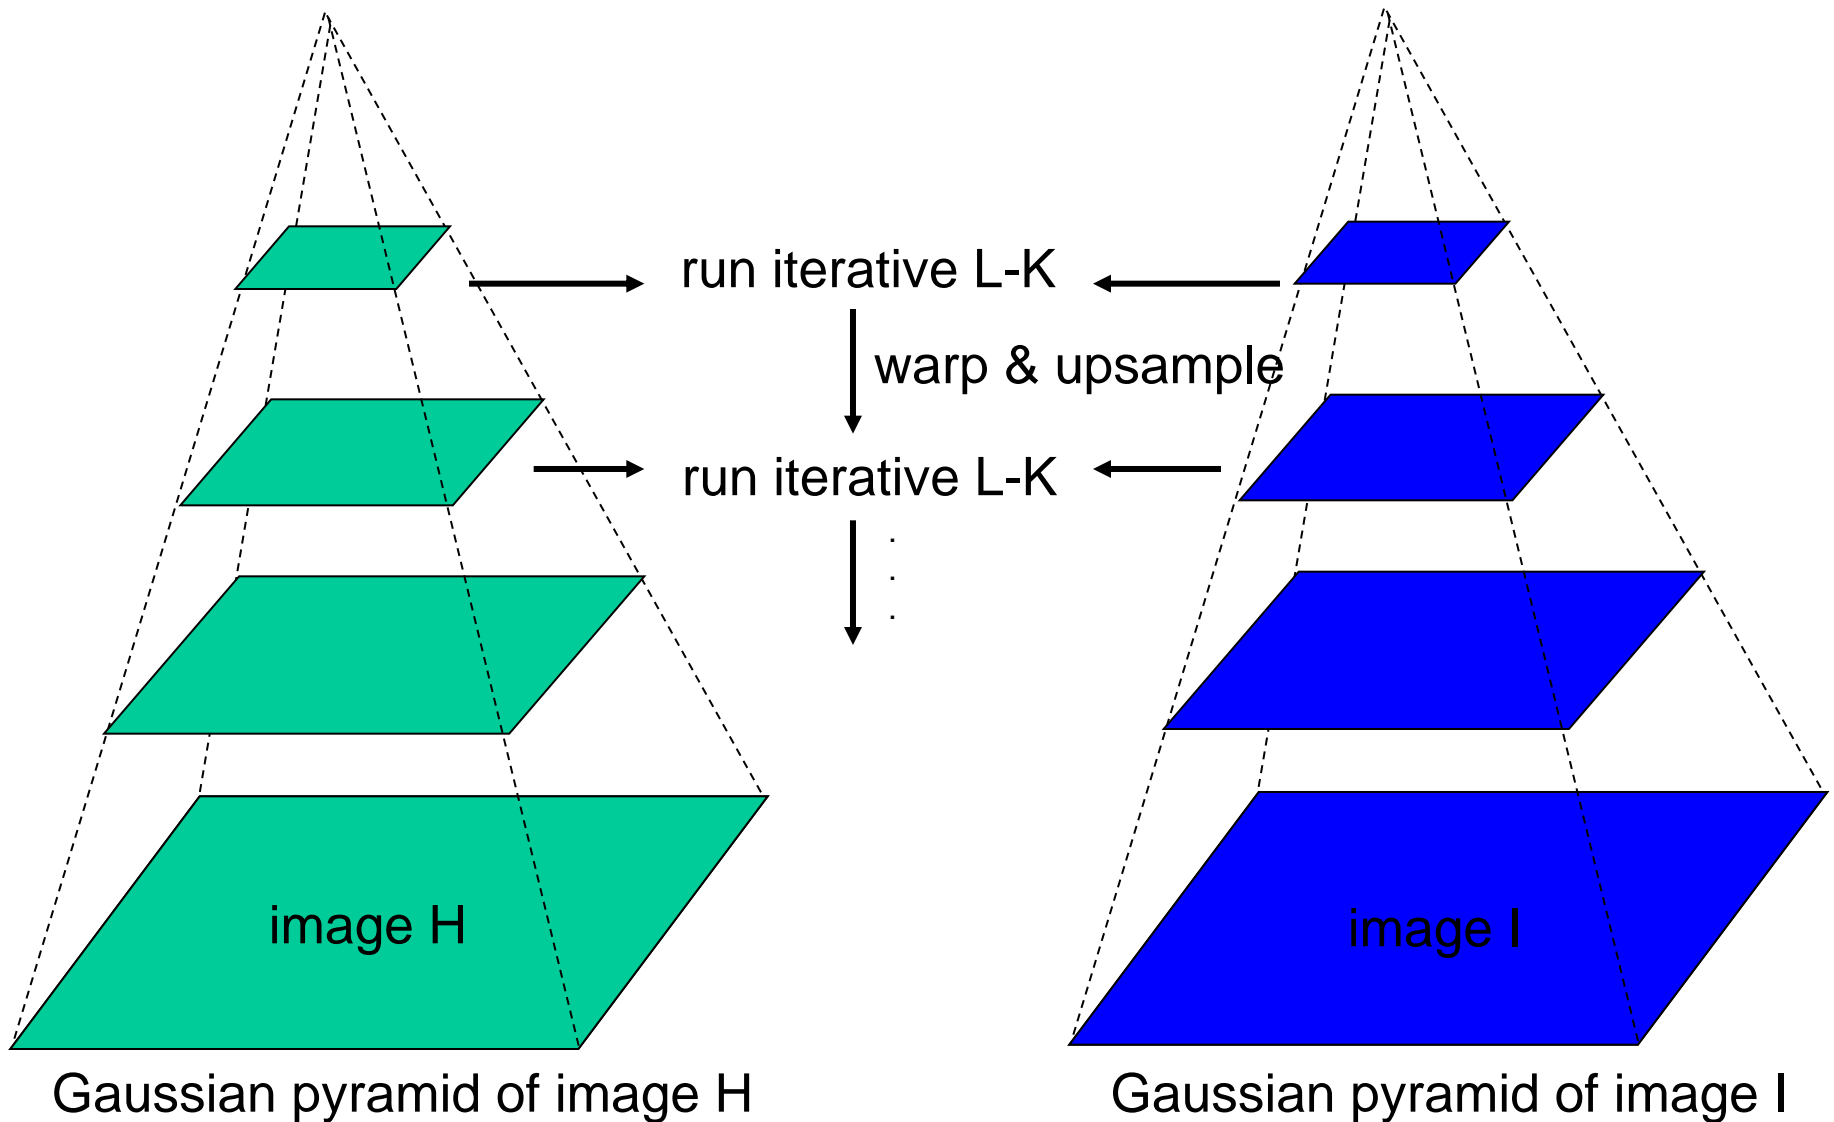 run iterative L-K
warp & upsample
run iterative L-K
.
.
.
image H
image I
Gaussian pyramid of image H
Gaussian pyramid of image I